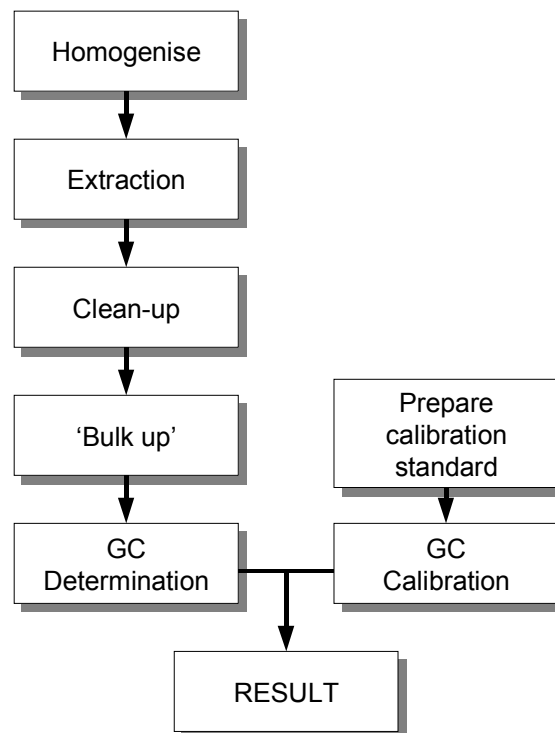 Homogenise
Extraction
Clean-up
‘Bulk up’
Prepare
calibration
standard
GC
Determination
GC
Calibration
RESULT